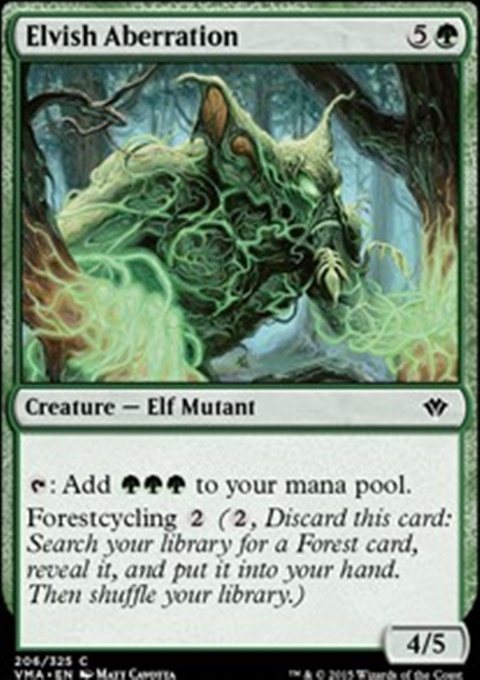 Elvish Aberration 5
Creature — Elf Mutant
: Add to your mana pool.
Forestcycling 2 (2, Discard this card:
Search your library for a Forest card,
reveal it, and put it into your hand.
Then shuffle your library.)
4/5
206/325 C
VMA • EN Matt Cavotta
™ & © 2015 Wizards of the Coast